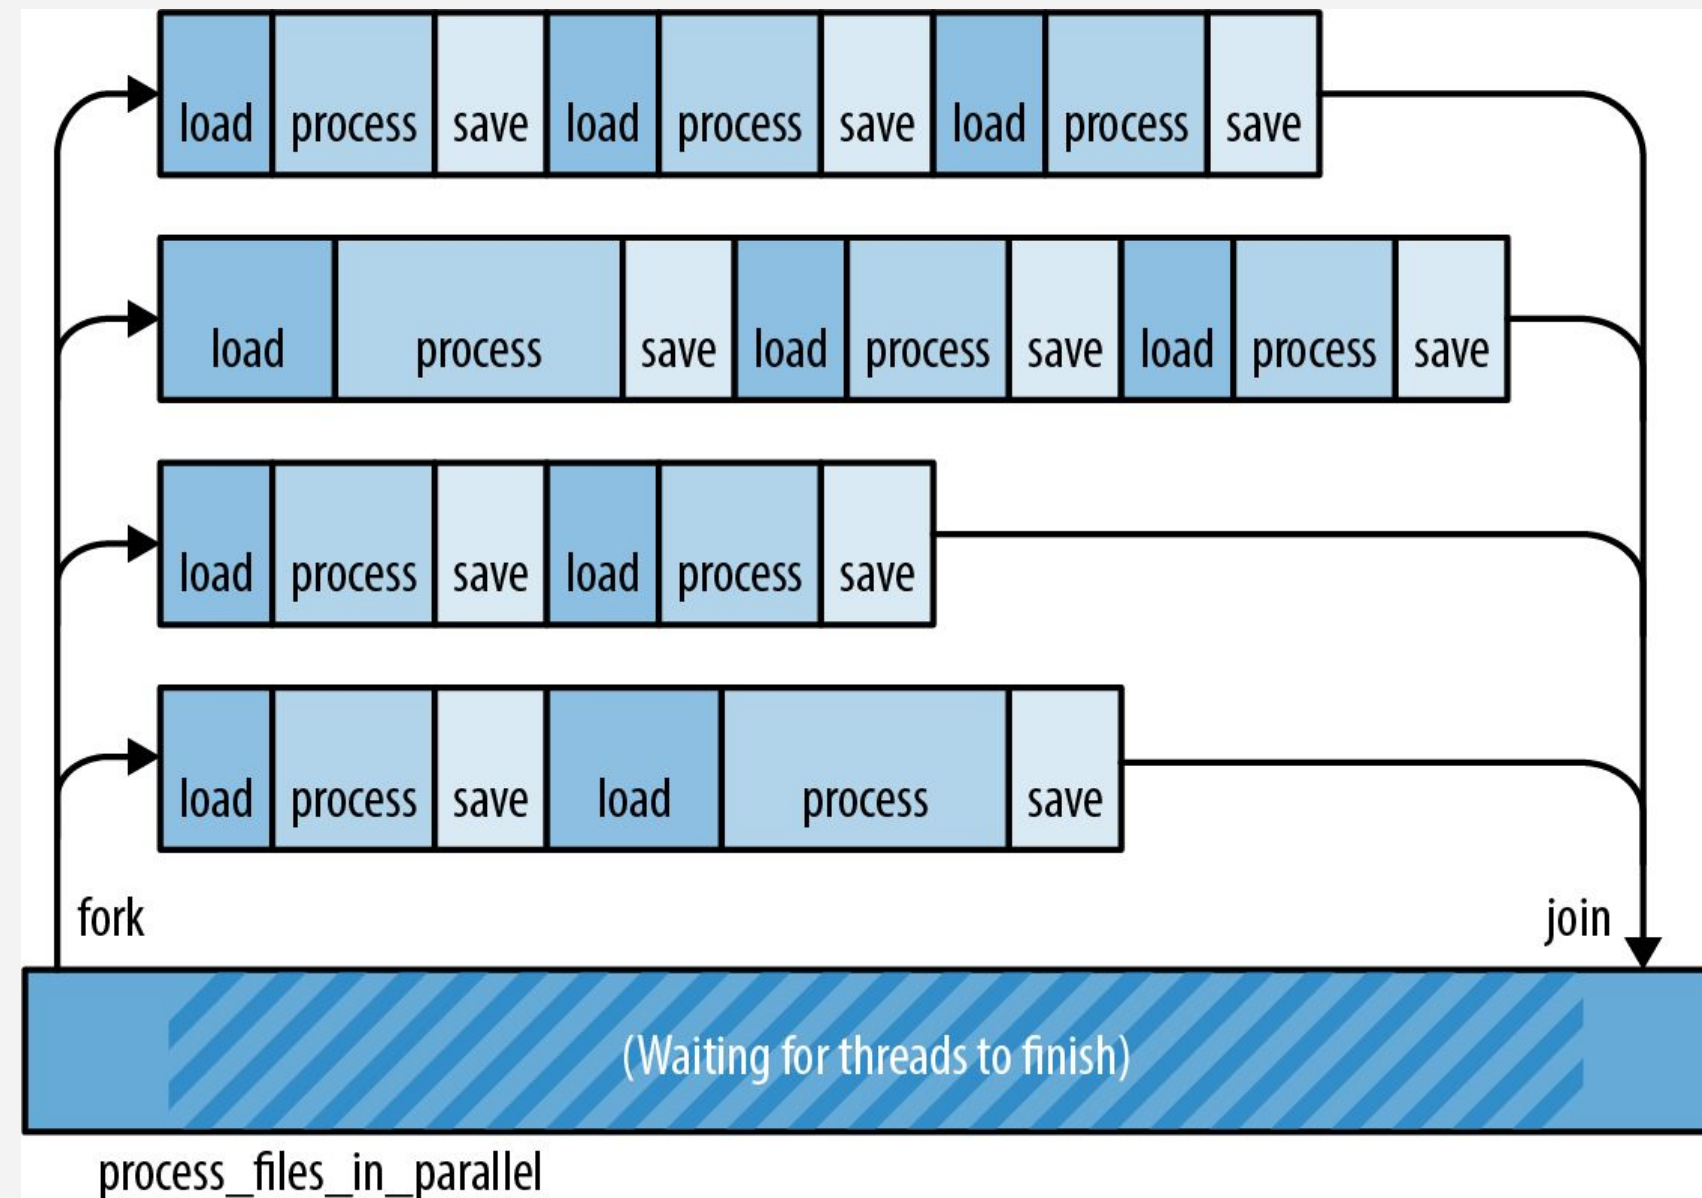 load process save load process save load process save
load process save load process save load process save
load process save load process save
load process save load process save
fork join
(Waiting for threads to finish)
process_files_in_parallel